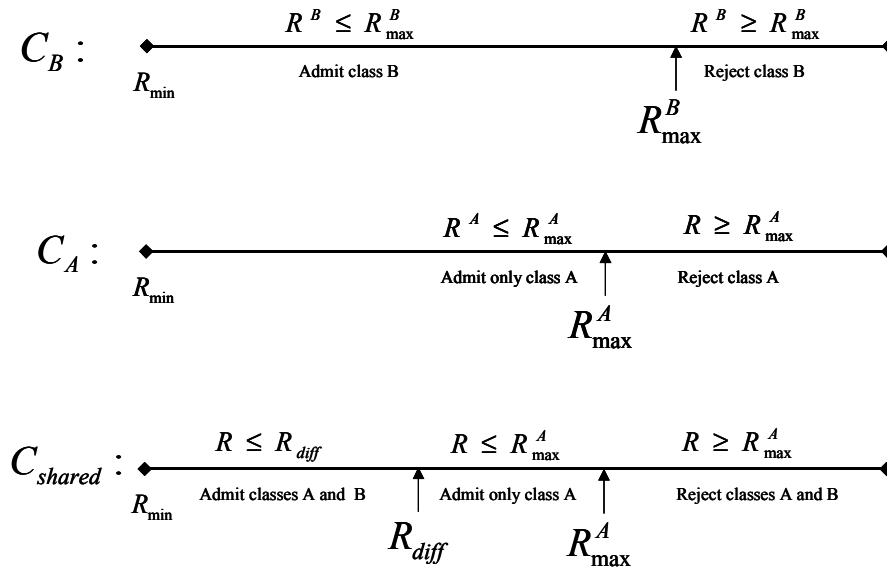 R^B ≤ R^B_max R^B ≥ R^B_max
C_B :
R_min Admit class B Reject class B
R^B_max
R^A ≤ R^A_max R ≥ R^A_max
C_A :
R_min Admit only class A Reject class A
R^A_max
R ≤ R_diff R ≤ R^A_max R ≥ R^A_max
C_shared :
R_min Admit classes A and B Admit only class A Reject classes A and B
R_diff R^A_max